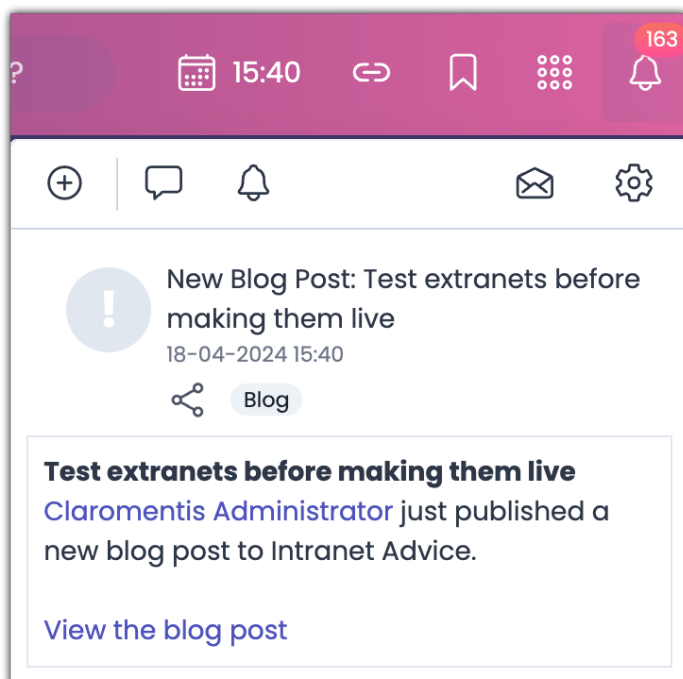 ?
15:40
163
New Blog Post: Test extranets before
making them live
18-04-2024 15:40
Blog
Test extranets before making them live
Claromentis Administrator just published a
new blog post to Intranet Advice.
View the blog post